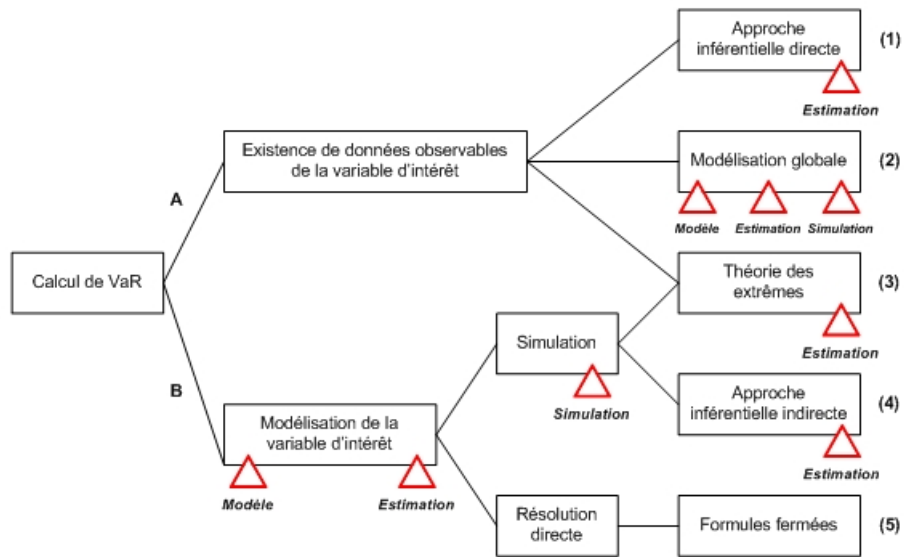 Approche
inférentielle directe
(1)
Estimation
Existence de données observables
de la variable d'intérêt
Modélisation globale
(2)
A
Modèle
Estimation
Simulation
Calcul de VaR
Théorie des
extrêmes
(3)
Simulation
Estimation
B
Simulation
Approche
inférentielle indirecte
(4)
Modélisation de la
variable d'intérêt
Estimation
Modèle
Estimation
Résolution
directe
Formules fermées
(5)